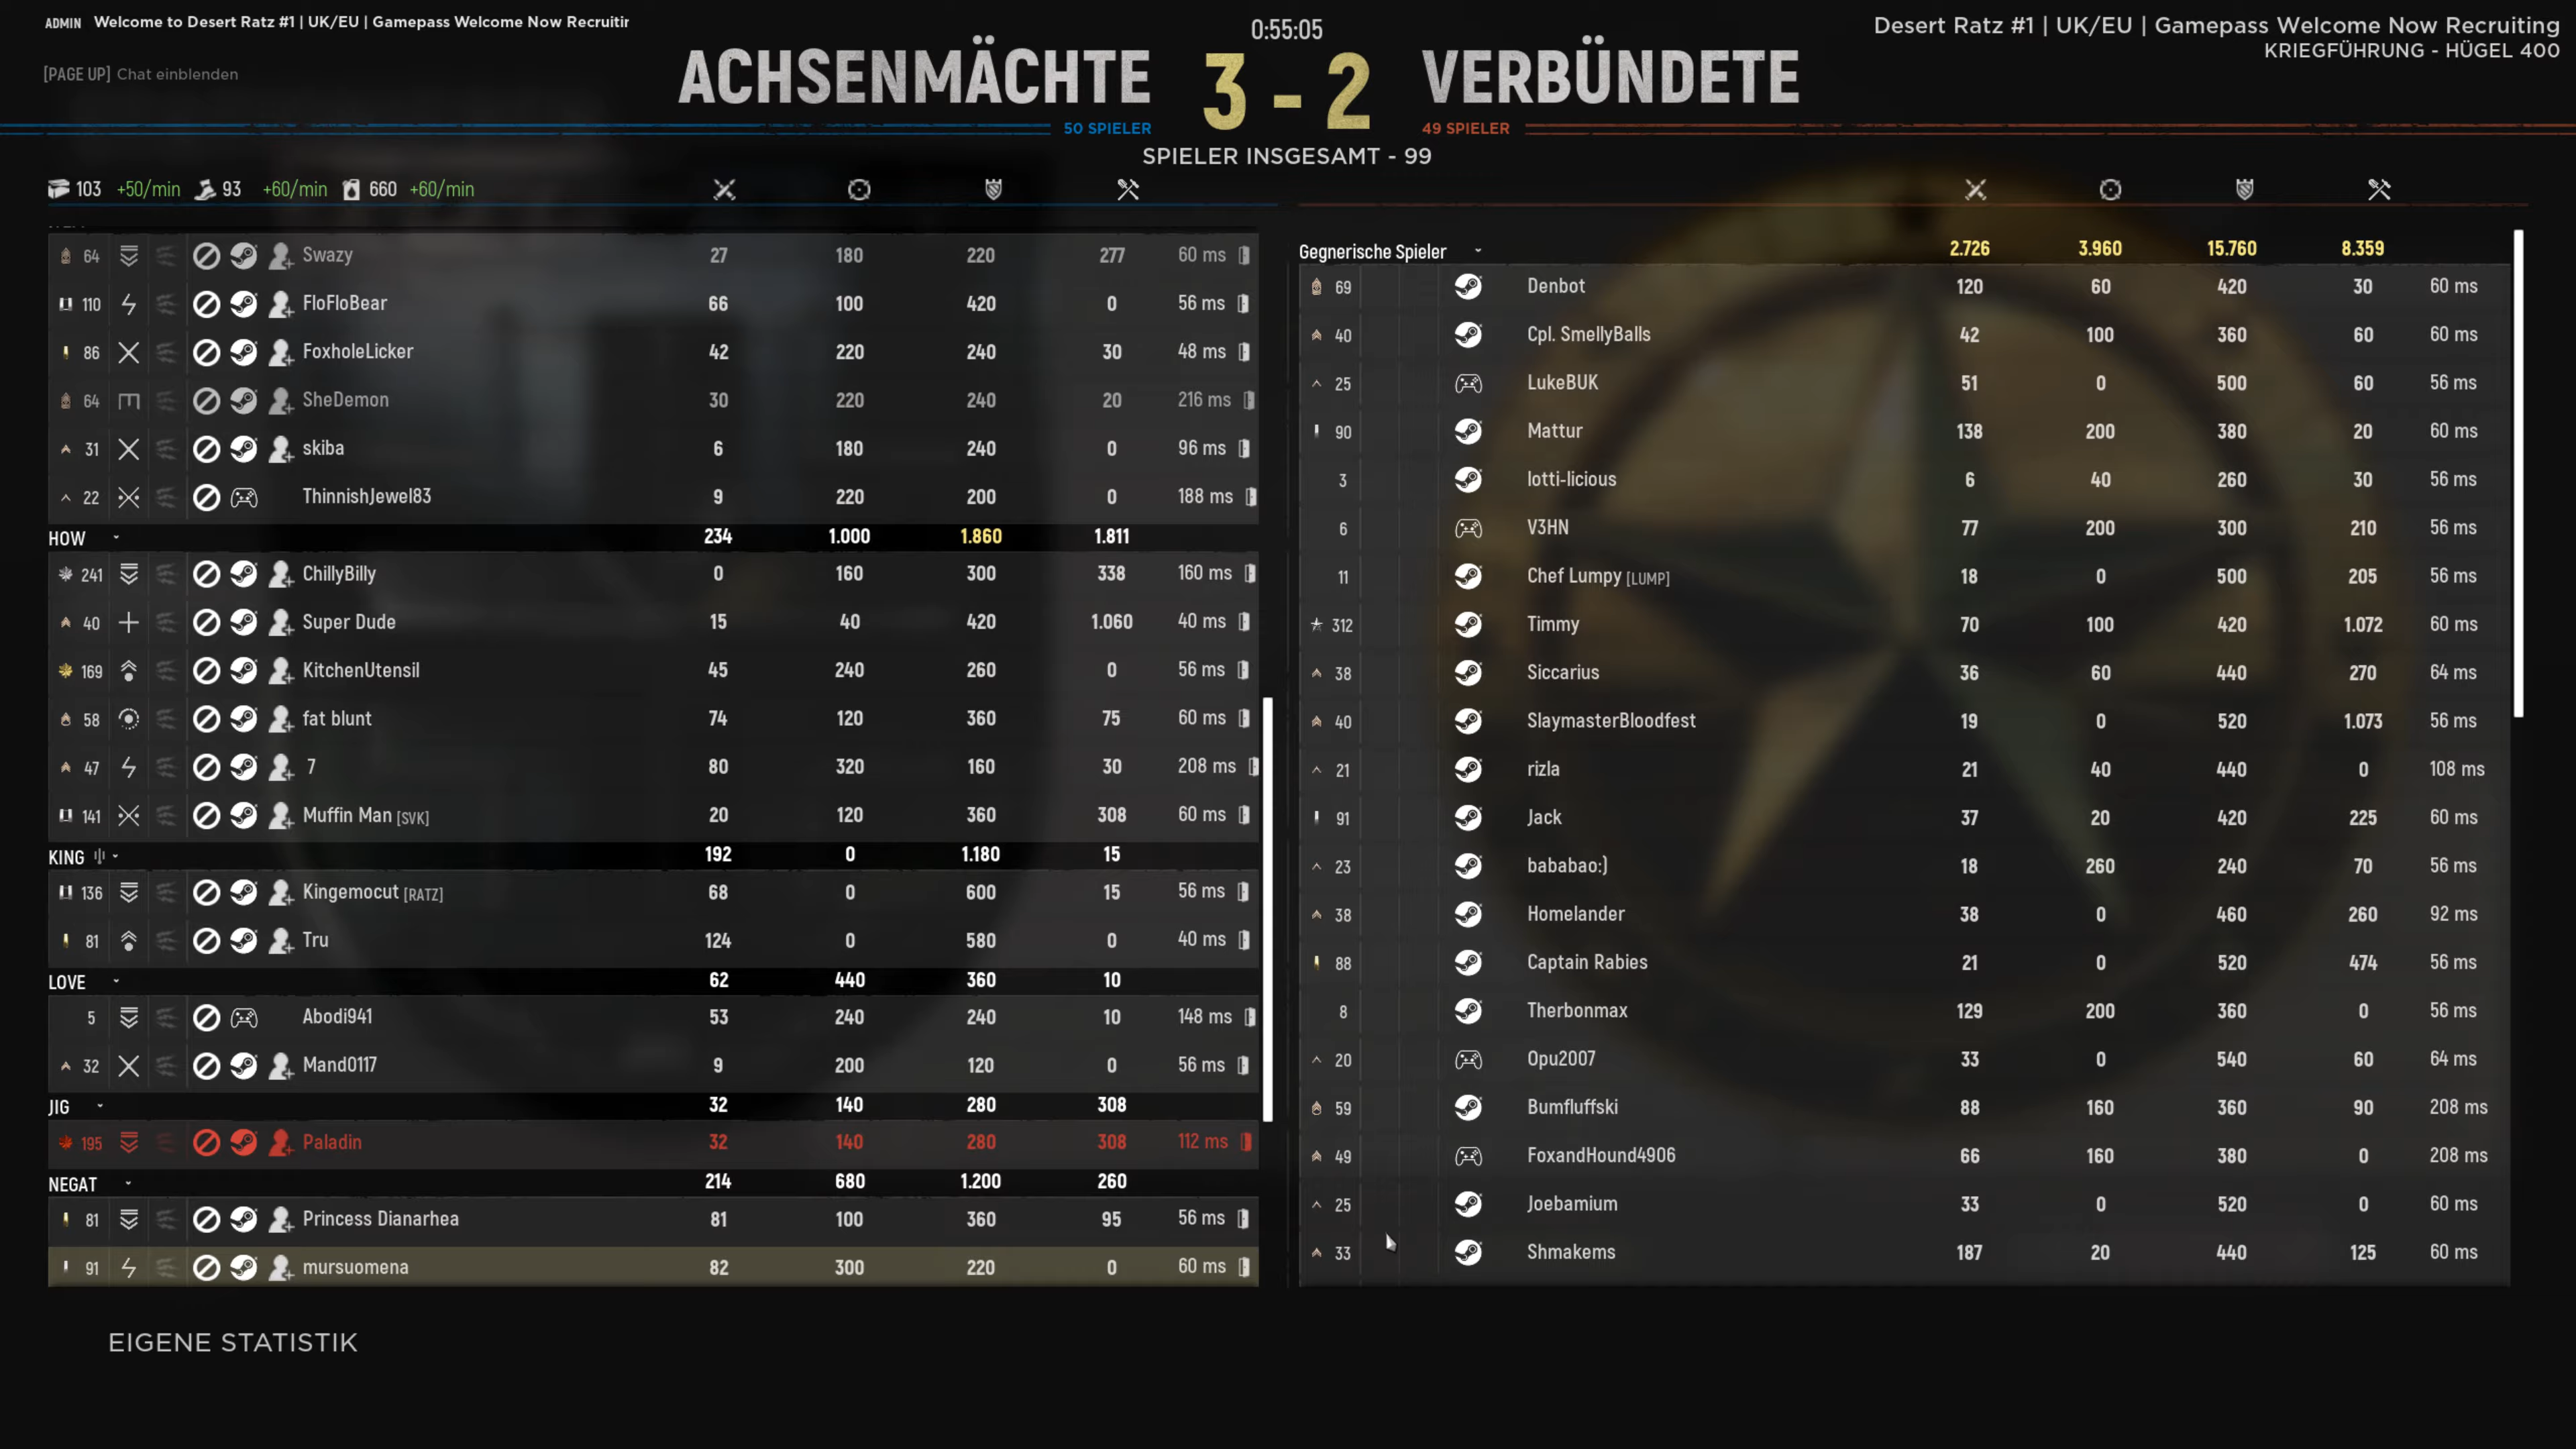 ADMIN Welcome to Desert Ratz #1 | UK/EU | Gamepass Welcome Now Recruitin
[PAGE UP] Chat einblenden
0:55:05
ACHSENMÄCHTE 3 - 2 VERBÜNDETE
50 SPIELER 49 SPIELER
SPIELER INSGESAMT - 99
Desert Ratz #1 | UK/EU | Gamepass Welcome Now Recruiting
KRIEGFÜHRUNG - HÜGEL 400
103 +50/min 93 +60/min 660 +60/min
64 Swazy 27 180 220 277 60 ms
110 FloFloBear 66 100 420 0 56 ms
86 FoxholeLicker 42 220 240 30 48 ms
64 SheDemon 30 220 240 20 216 ms
31 skiba 6 180 240 0 96 ms
22 ThinnishJewel83 9 220 200 0 188 ms
HOW 234 1.000 1.860 1.811
241 ChillyBilly 0 160 300 338 160 ms
40 Super Dude 15 40 420 1.060 40 ms
169 KitchenUtensil 45 240 260 0 56 ms
58 fat blunt 74 120 360 75 60 ms
47 7 80 320 160 30 208 ms
141 Muffin Man [SVK] 20 120 360 308 60 ms
KING 192 0 1.180 15
136 Kingemocut [RATZ] 68 0 600 15 56 ms
81 Tru 124 0 580 0 40 ms
LOVE 62 440 360 10
5 Abodi941 53 240 240 10 148 ms
32 Mand0117 9 200 120 0 56 ms
JIG 32 140 280 308
195 Paladin 32 140 280 308 112 ms
NEGAT 214 680 1.200 260
81 Princess Dianarhea 81 100 360 95 56 ms
91 mursuomena 82 300 220 0 60 ms
Gegnerische Spieler 2.726 3.960 15.760 8.359
69 Denbot 120 60 420 30 60 ms
40 Cpl. SmellyBalls 42 100 360 60 60 ms
25 LukeBUK 51 0 500 60 56 ms
90 Mattur 138 200 380 20 60 ms
3 lotti-licious 6 40 260 30 56 ms
6 V3HN 77 200 300 210 56 ms
11 Chef Lumpy [LUMP] 18 0 500 205 56 ms
312 Timmy 70 100 420 1.072 60 ms
38 Siccarius 36 60 440 270 64 ms
40 SlaymasterBloodfest 19 0 520 1.073 56 ms
21 rizla 21 40 440 0 108 ms
91 Jack 37 20 420 225 60 ms
23 bababao:) 18 260 240 70 56 ms
38 Homelander 38 0 460 260 92 ms
88 Captain Rabies 21 0 520 474 56 ms
8 Therbonmax 129 200 360 0 56 ms
20 Opu2007 33 0 540 60 64 ms
59 Bumfluffski 88 160 360 90 208 ms
49 FoxandHound4906 66 160 380 0 208 ms
25 Joebamium 33 0 520 0 60 ms
33 Shmakems 187 20 440 125 60 ms
EIGENE STATISTIK